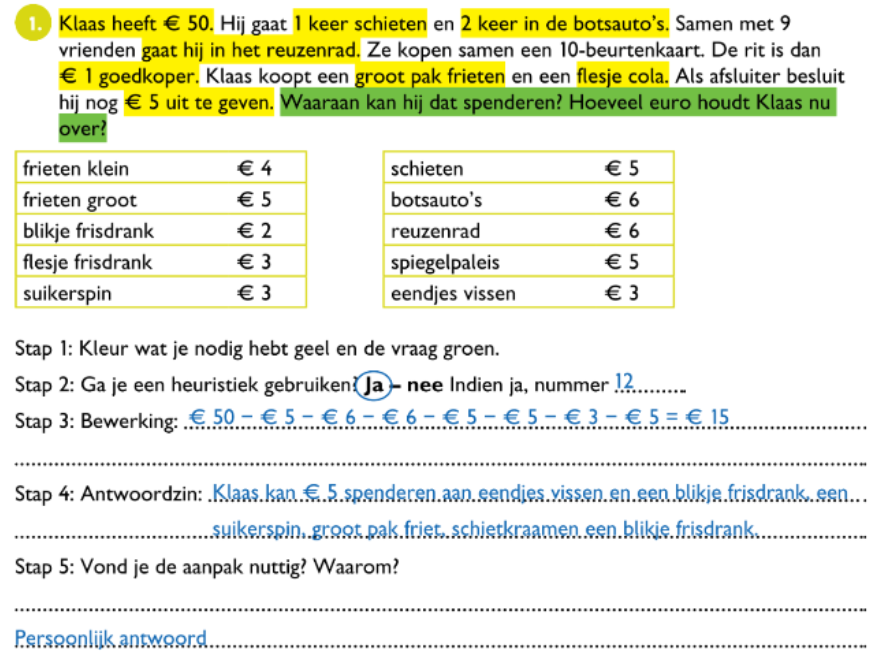 1. Klaas heeft € 50. Hij gaat 1 keer schieten en 2 keer in de botsauto's. Samen met 9
vrienden gaat hij in het reuzenrad. Ze kopen samen een 10-beurtenkaart. De rit is dan
€ 1 goedkoper. Klaas koopt een groot pak frieten en een flesje cola. Als afsluiter besluit
hij nog € 5 uit te geven. Waaraan kan hij dat spenderen? Hoeveel euro houdt Klaas nu
over?
frieten klein € 4
frieten groot € 5
blikje frisdrank € 2
flesje frisdrank € 3
suikerspin € 3
schieten € 5
botsauto's € 6
reuzenrad € 6
spiegelpaleis € 5
eendjes vissen € 3
Stap 1: Kleur wat je nodig hebt geel en de vraag groen.
Stap 2: Ga je een heuristiek gebruiken? Ja – nee Indien ja, nummer 12
Stap 3: Bewerking: € 50 – € 5 – € 6 – € 6 – € 5 – € 5 – € 3 – € 5 = € 15
Stap 4: Antwoordzin: Klaas kan € 5 spenderen aan eendjes vissen en een blikje frisdrank, een
suikerspin, groot pak friet, schietkraamen een blikje frisdrank.
Stap 5: Vond je de aanpak nuttig? Waarom?
Persoonlijk antwoord